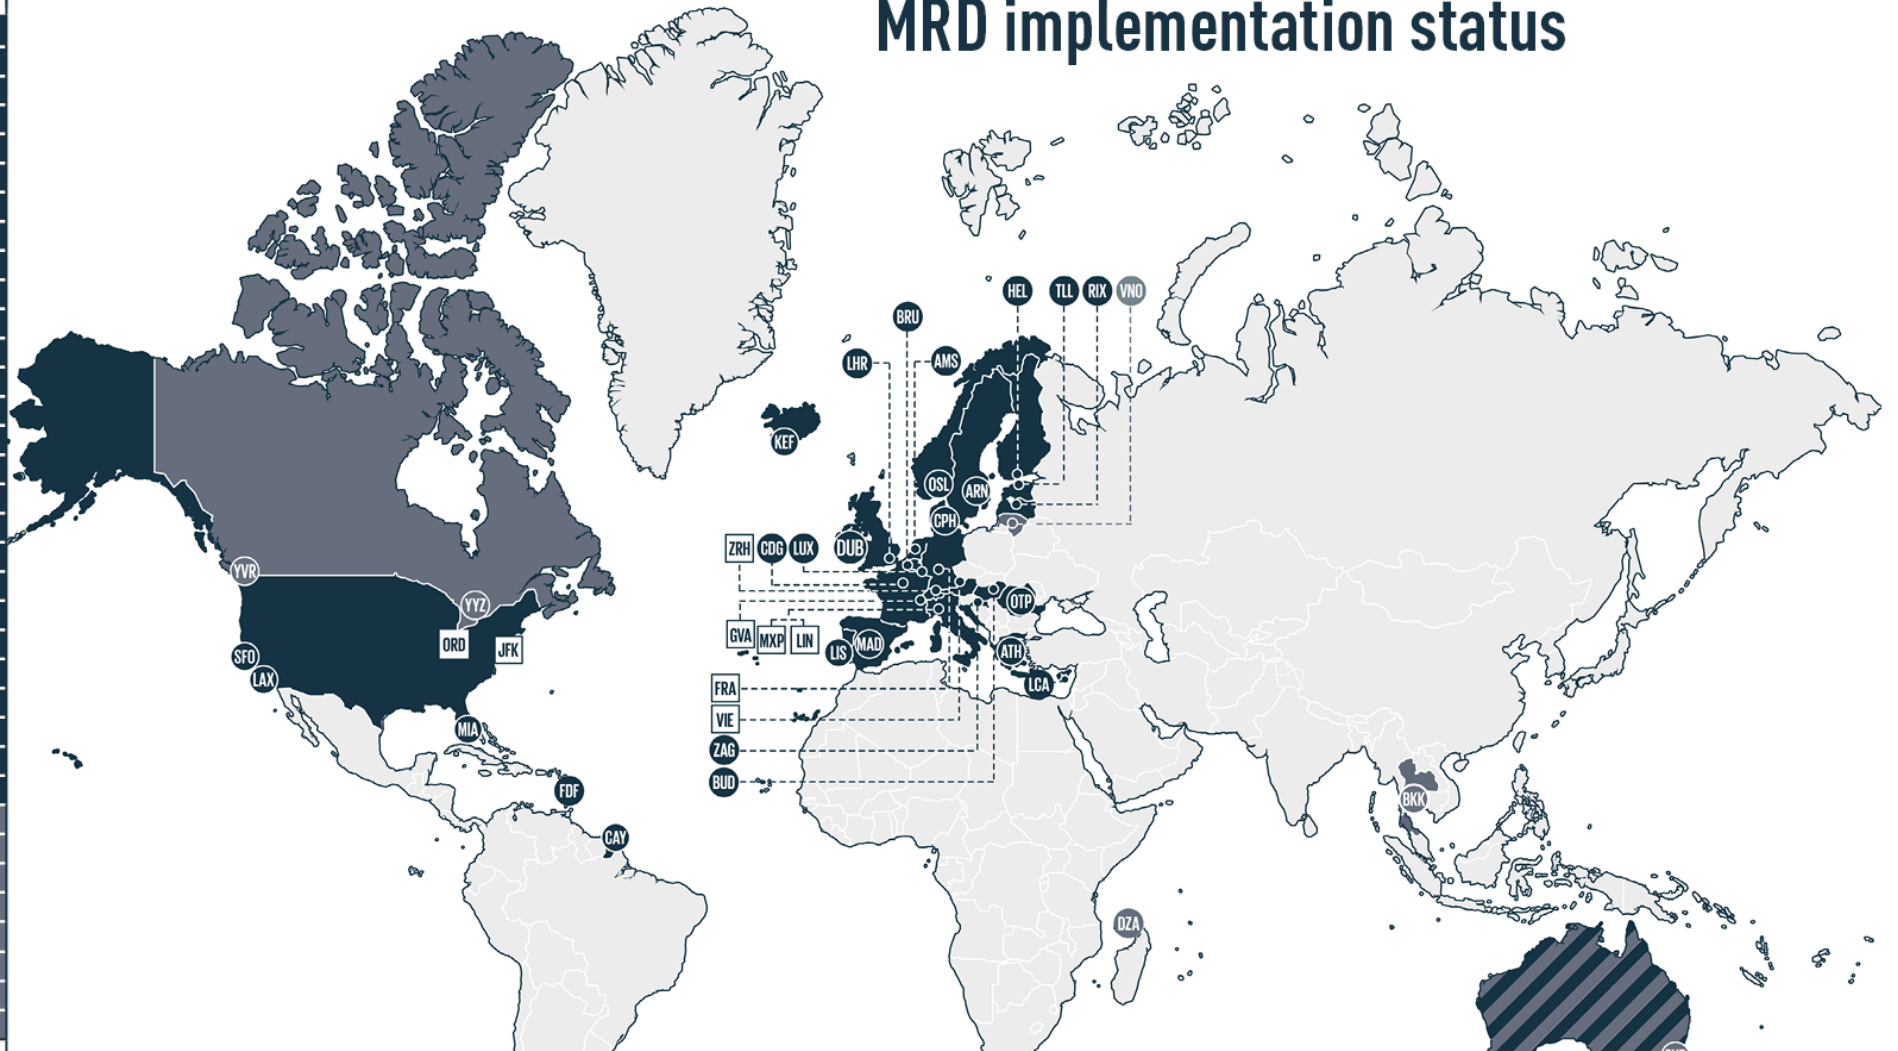 MRD implementation status
HEL
TLL
RIX
VNO
BRU
LHR
AMS
KEF
OSL
ARN
CPH
ZRH
CDG
LUX
DUB
YVR
YYZ
OTP
ORD
JFK
GVA
MXP
LIN
LIS
MAD
ATH
SFO
LAX
LCA
FRA
VIE
MIA
ZAG
BUD
FDF
BKK
CAY
DZA